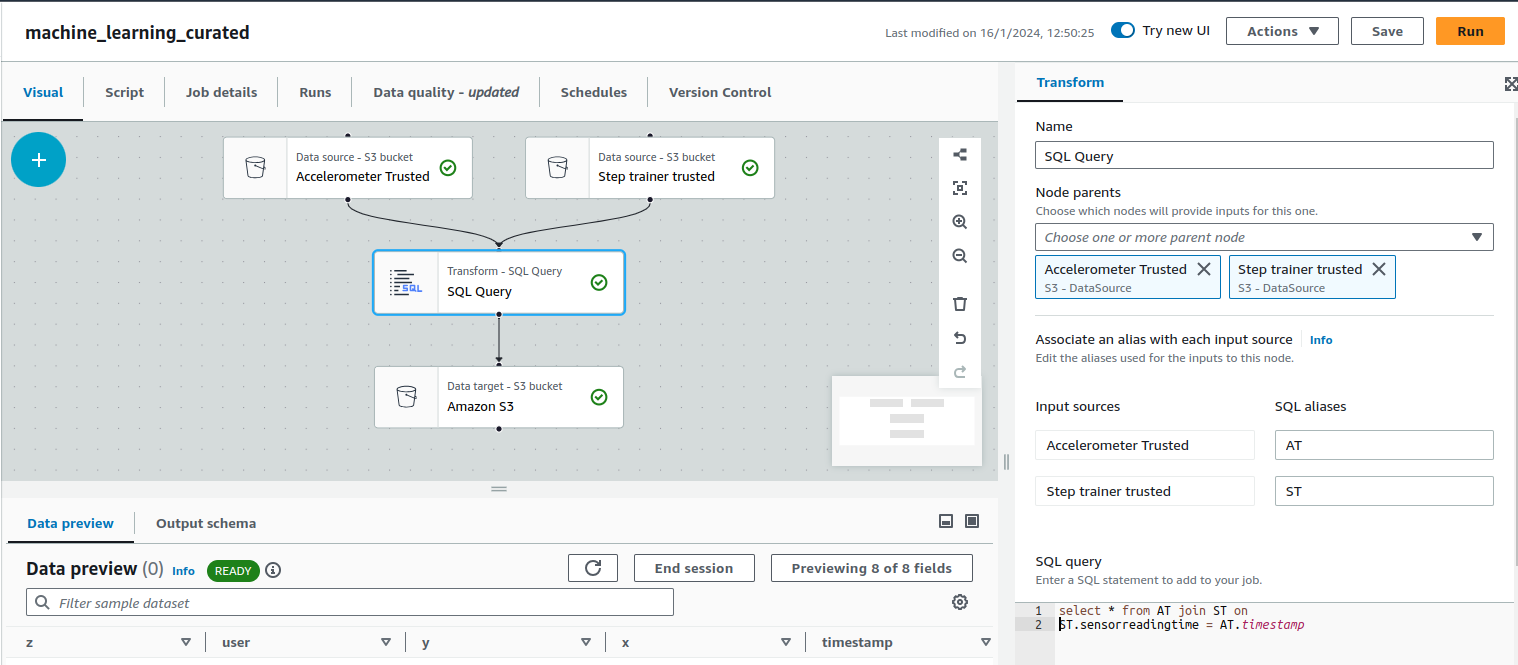 machine_learning_curated
Last modified on 16/1/2024, 12:50:25
Try new UI
Actions
Save
Run
Visual
Script
Job details
Runs
Data quality - updated
Schedules
Version Control
Data source - S3 bucket
Accelerometer Trusted
Data source - S3 bucket
Step trainer trusted
Transform - SQL Query
SQL Query
SQL
Data target - S3 bucket
Amazon S3
Data preview
Output schema
Data preview (0) Info READY
End session
Previewing 8 of 8 fields
Filter sample dataset
z
user
y
x
timestamp
Transform
Name
SQL Query
Node parents
Choose which nodes will provide inputs for this one.
Choose one or more parent node
Accelerometer Trusted
S3 - DataSource
Step trainer trusted
S3 - DataSource
Associate an alias with each input source Info
Edit the aliases used for the inputs to this node.
Input sources
SQL aliases
Accelerometer Trusted
AT
Step trainer trusted
ST
SQL query
Enter a SQL statement to add to your job.
1 select * from AT join ST on
2 ST.sensorreadingtime = AT.timestamp